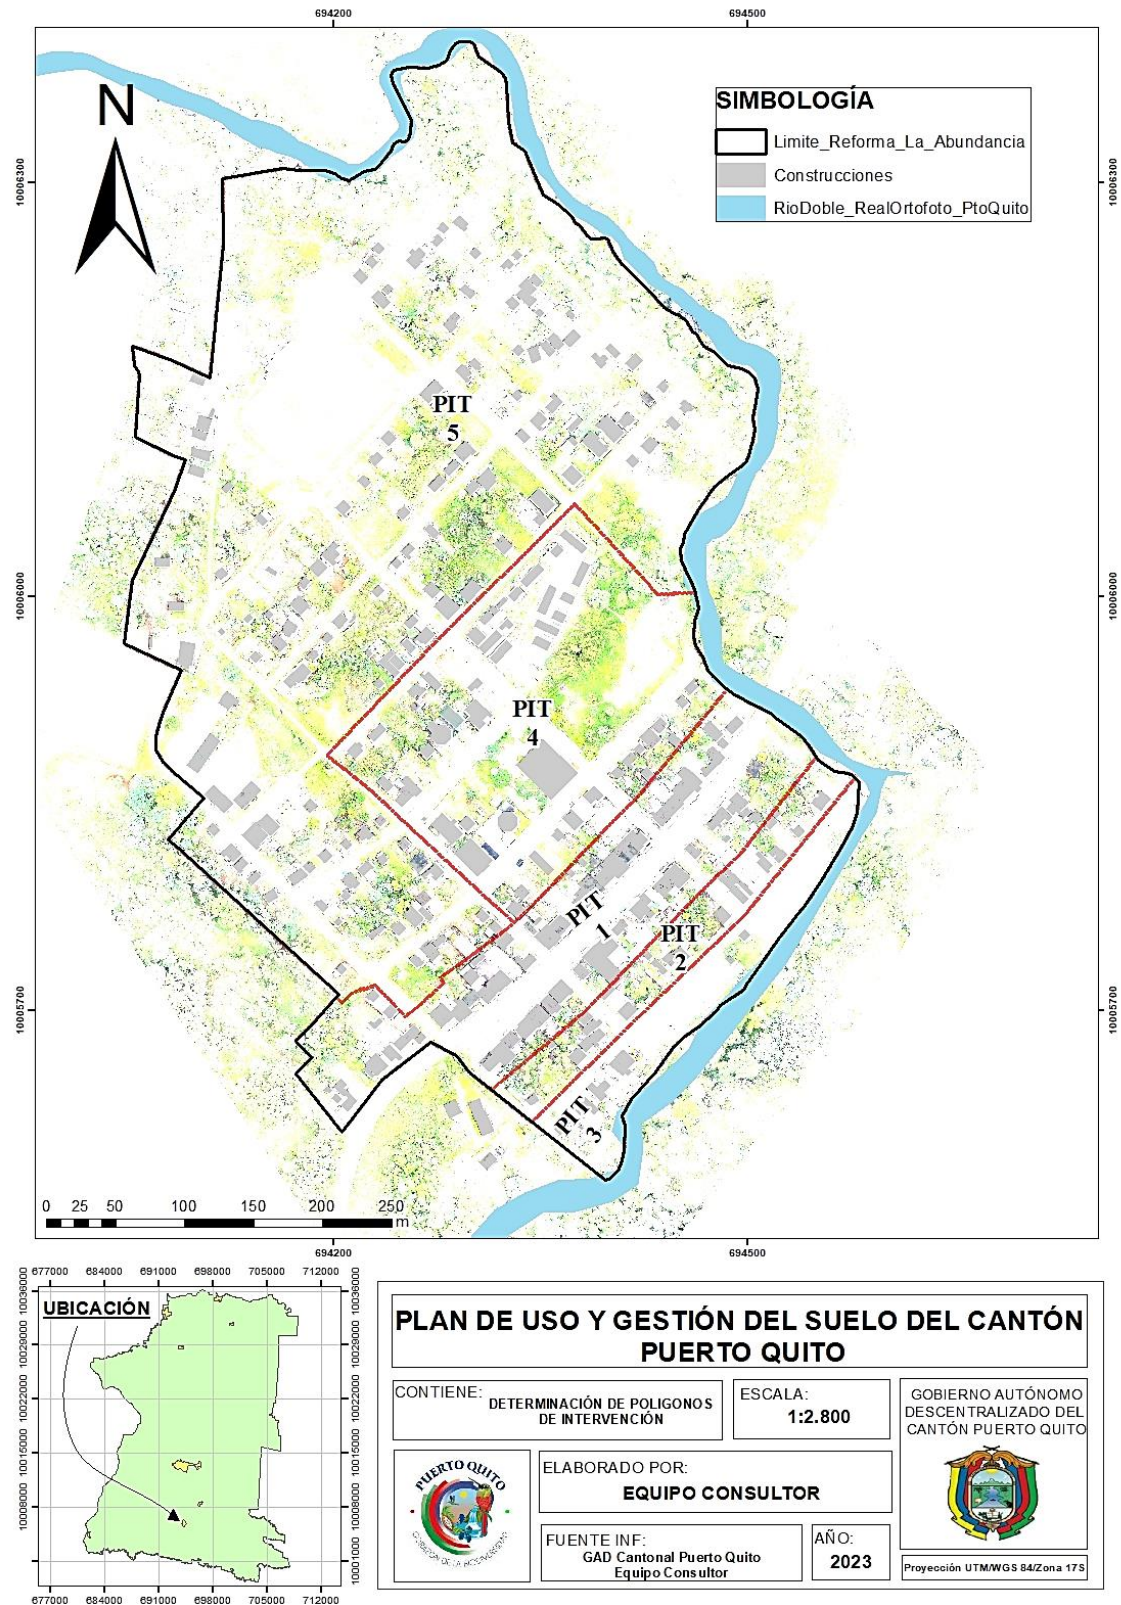 694200
694500
N
SIMBOLOGÍA
Limite_Reforma_La_Abundancia
Construcciones
RioDoble_RealOrtofoto_PtoQuito
10006300
10006300
PIT
5
10006000
10006000
PIT
4
PIT
1
PIT
2
10005700
10005700
PIT
3
0 25 50 100 150 200 250
m
694200
694500
677000 684000 691000 698000 705000 712000
UBICACIÓN
10036000
10029000
10022000
10015000
10008000
10001000
10036000
10029000
10022000
10015000
10008000
10001000
677000 684000 691000 698000 705000 712000
PLAN DE USO Y GESTIÓN DEL SUELO DEL CANTÓN
PUERTO QUITO
CONTIENE:
DETERMINACIÓN DE POLIGONOS
DE INTERVENCIÓN
ESCALA:
1:2.800
GOBIERNO AUTÓNOMO
DESCENTRALIZADO DEL
CANTÓN PUERTO QUITO
PUERTO QUITO
ELABORADO POR:
EQUIPO CONSULTOR
FUENTE INF:
GAD Cantonal Puerto Quito
Equipo Consultor
AÑO:
2023
Proyección UTM/WGS 84/Zona 17S